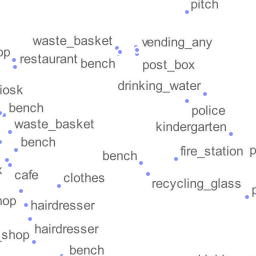 pitch
waste_basket
vending_any
op
restaurant
bench
post_box
drinking_water
iosk
police
bench
waste_basket
kindergarten
bench
fire_station
p
bench
cafe
clothes
recycling_glass
p
hop
hairdresser
hairdresser
_shop
bench